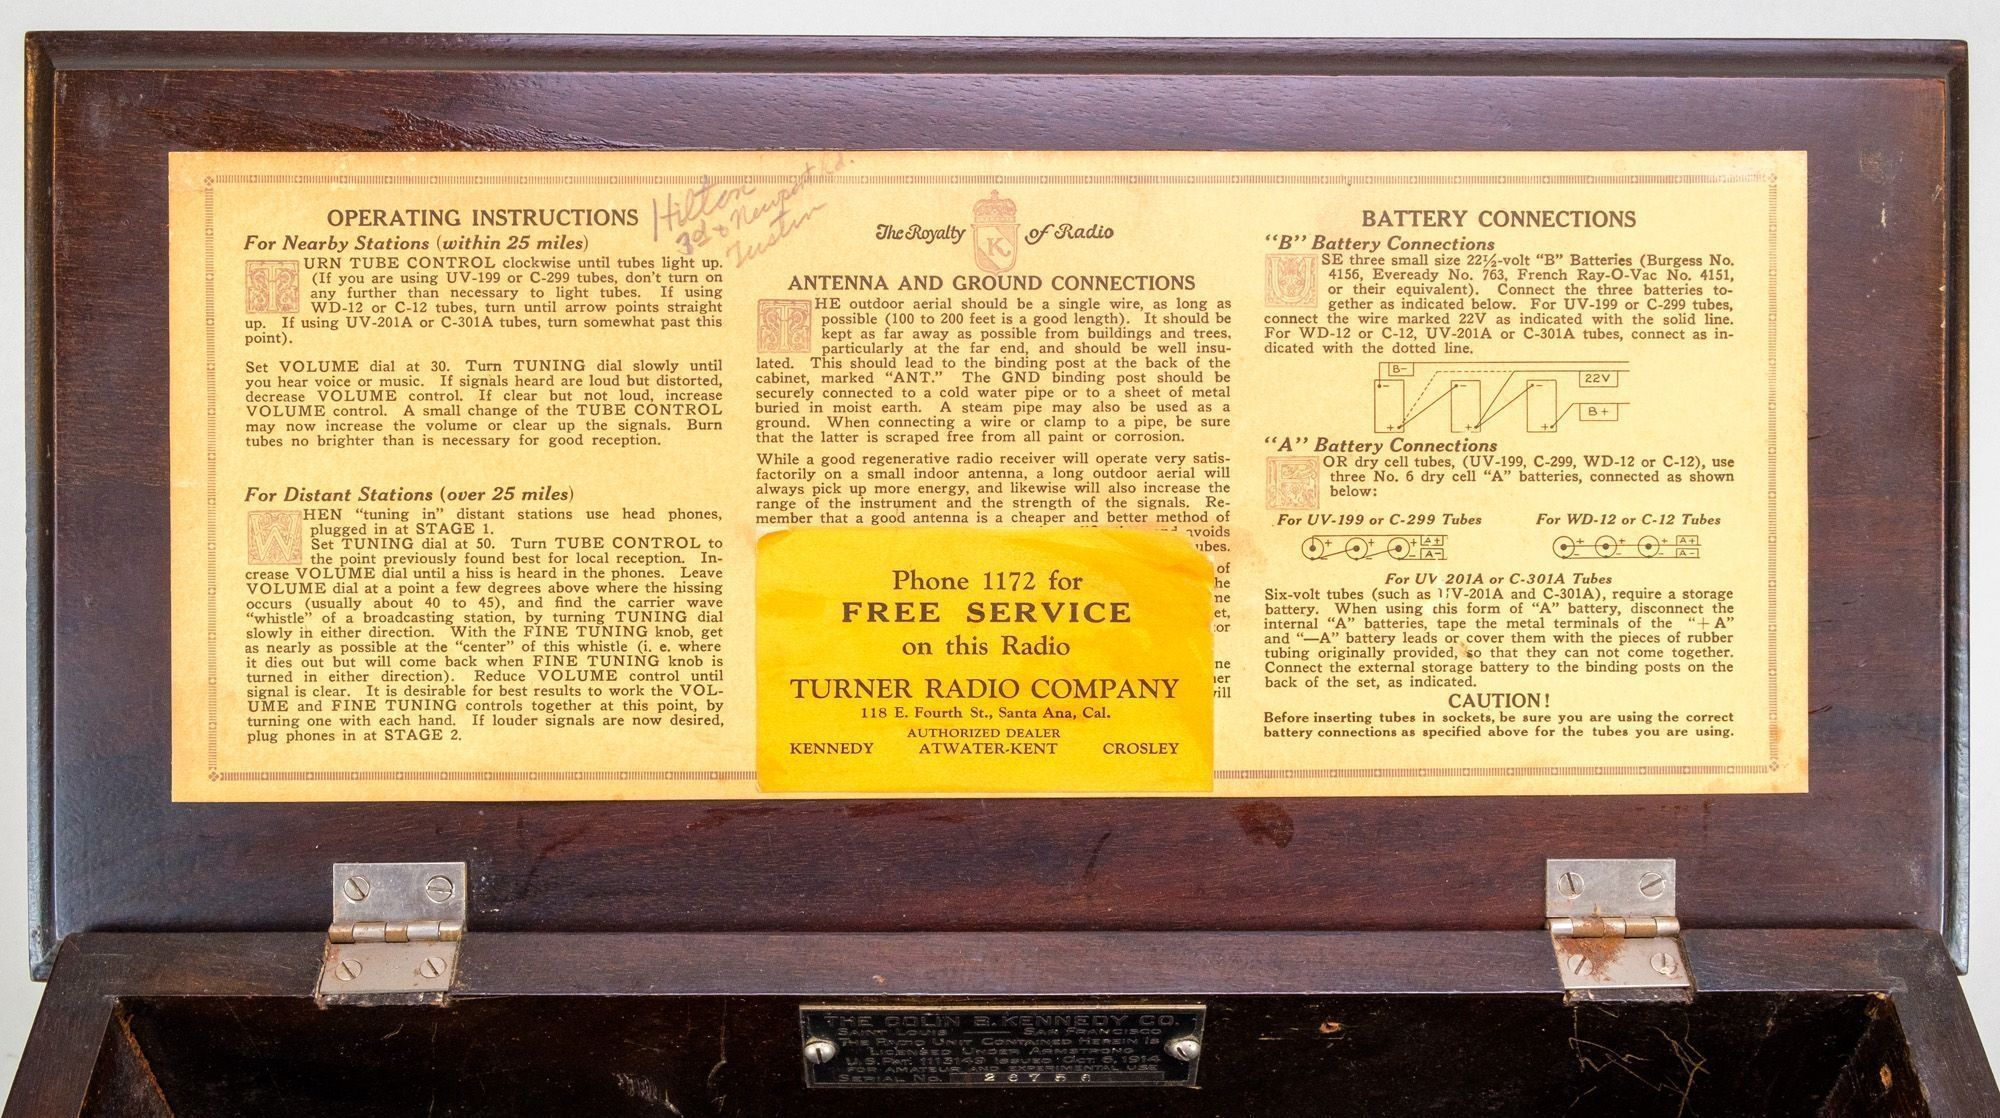 OPERATING INSTRUCTIONS
For Nearby Stations (within 25 miles)
TURN TUBE CONTROL clockwise until tubes light up.
(If you are using UV-199 or C-299 tubes, don't turn on
any further than necessary to light tubes. If using
WD-12 or C-12 tubes, turn until arrow points straight
up. If using UV-201A or C-301A tubes, turn somewhat past this
point).
Set VOLUME dial at 30. Turn TUNING dial slowly until
you hear voice or music. If signals heard are loud but distorted,
decrease VOLUME control. If clear but not loud, increase
VOLUME control. A small change of the TUBE CONTROL
may now increase the volume or clear up the signals. Burn
tubes no brighter than is necessary for good reception.
For Distant Stations (over 25 miles)
WHEN "tuning in" distant stations use head phones,
plugged in at STAGE 1.
Set TUNING dial at 50. Turn TUBE CONTROL to
the point previously found best for local reception. In-
crease VOLUME dial until a hiss is heard in the phones. Leave
VOLUME dial at a point a few degrees above where the hissing
occurs (usually about 40 to 45), and find the carrier wave
"whistle" of a broadcasting station, by turning TUNING dial
slowly in either direction. With the FINE TUNING knob, get
as nearly as possible at the "center" of this whistle (i. e. where
it dies out but will come back when FINE TUNING knob is
turned in either direction). Reduce VOLUME control until
signal is clear. It is desirable for best results to work the VOL-
UME and FINE TUNING controls together at this point, by
turning one with each hand. If louder signals are now desired,
plug phones in at STAGE 2.
Hilton
3d & Newport Rd.
Tustin
The Royalty K of Radio
ANTENNA AND GROUND CONNECTIONS
THE outdoor aerial should be a single wire, as long as
possible (100 to 200 feet is a good length). It should be
kept as far away as possible from buildings and trees,
particularly at the far end, and should be well insu-
lated. This should lead to the binding post at the back of the
cabinet, marked "ANT." The GND binding post should be
securely connected to a cold water pipe or to a sheet of metal
buried in moist earth. A steam pipe may also be used as a
ground. When connecting a wire or clamp to a pipe, be sure
that the latter is scraped free from all paint or corrosion.
While a good regenerative radio receiver will operate very satis-
factorily on a small indoor antenna, a long outdoor aerial will
always pick up more energy, and likewise will also increase the
range of the instrument and the strength of the signals. Re-
member that a good antenna is a cheaper and better method of
avoids
of
Phone 1172 for
FREE SERVICE
on this Radio
TURNER RADIO COMPANY
118 E. Fourth St., Santa Ana, Cal.
AUTHORIZED DEALER
KENNEDY ATWATER-KENT CROSLEY
BATTERY CONNECTIONS
"B" Battery Connections
USE three small size 22½-volt "B" Batteries (Burgess No.
4156, Eveready No. 763, French Ray-O-Vac No. 4151,
or their equivalent). Connect the three batteries to-
gether as indicated below. For UV-199 or C-299 tubes,
connect the wire marked 22V as indicated with the solid line.
For WD-12 or C-12, UV-201A or C-301A tubes, connect as in-
dicated with the dotted line.
B-
22V
B+
"A" Battery Connections
FOR dry cell tubes, (UV-199, C-299, WD-12 or C-12), use
three No. 6 dry cell "A" batteries, connected as shown
below:
For UV-199 or C-299 Tubes For WD-12 or C-12 Tubes
A+ A+
A- A-
For UV 201A or C-301A Tubes
Six-volt tubes (such as UV-201A and C-301A), require a storage
battery. When using this form of "A" battery, disconnect the
internal "A" batteries, tape the metal terminals of the "+A"
and "—A" battery leads or cover them with the pieces of rubber
tubing originally provided, so that they can not come together.
Connect the external storage battery to the binding posts on the
back of the set, as indicated.
CAUTION!
Before inserting tubes in sockets, be sure you are using the correct
battery connections as specified above for the tubes you are using.
THE COLIN B. KENNEDY CO.
SAINT LOUIS — SAN FRANCISCO
THE RADIO UNIT CONTAINED HEREIN IS
LICENSED UNDER ARMSTRONG
U.S. PAT. 1113149 ISSUED OCT. 6, 1914
FOR AMATEUR AND EXPERIMENTAL USE
SERIAL NO. 26756